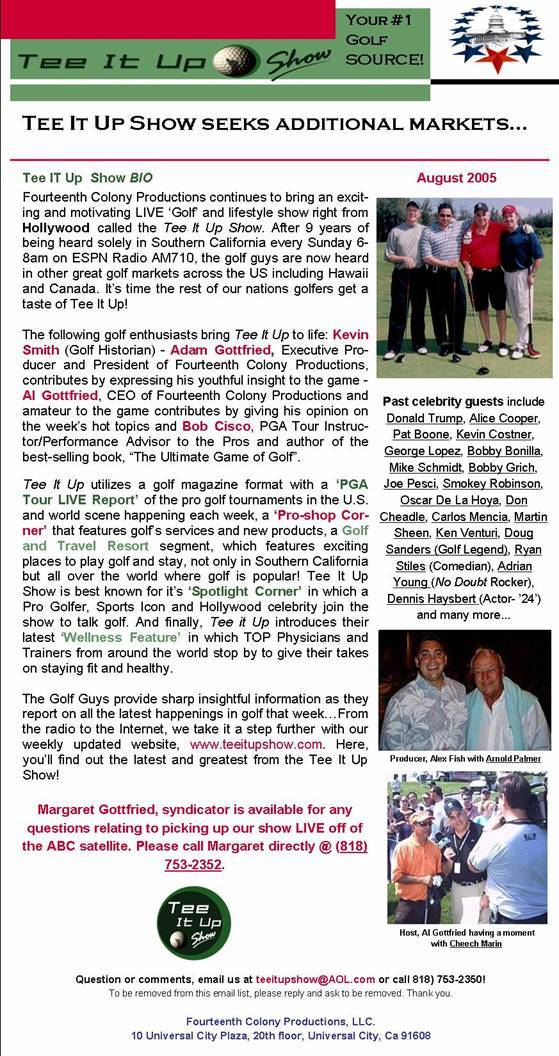 Tee It Up Show
YOUR #1
GOLF
SOURCE!
TEE IT UP SHOW SEEKS ADDITIONAL MARKETS...
Tee IT Up Show BIO
Fourteenth Colony Productions continues to bring an excit-
ing and motivating LIVE 'Golf' and lifestyle show right from
Hollywood called the Tee It Up Show. After 9 years of
being heard solely in Southern California every Sunday 6-
8am on ESPN Radio AM710, the golf guys are now heard
in other great golf markets across the US including Hawaii
and Canada. It's time the rest of our nations golfers get a
taste of Tee It Up!
The following golf enthusiasts bring Tee It Up to life: Kevin
Smith (Golf Historian) - Adam Gottfried, Executive Pro-
ducer and President of Fourteenth Colony Productions,
contributes by expressing his youthful insight to the game -
Al Gottfried, CEO of Fourteenth Colony Productions and
amateur to the game contributes by giving his opinion on
the week's hot topics and Bob Cisco, PGA Tour Instruc-
tor/Performance Advisor to the Pros and author of the
best-selling book, "The Ultimate Game of Golf".
Tee It Up utilizes a golf magazine format with a 'PGA
Tour LIVE Report' of the pro golf tournaments in the U.S.
and world scene happening each week, a 'Pro-shop Cor-
ner' that features golf's services and new products, a Golf
and Travel Resort segment, which features exciting
places to play golf and stay, not only in Southern California
but all over the world where golf is popular! Tee It Up
Show is best known for it's 'Spotlight Corner' in which a
Pro Golfer, Sports Icon and Hollywood celebrity join the
show to talk golf. And finally, Tee it Up introduces their
latest 'Wellness Feature' in which TOP Physicians and
Trainers from around the world stop by to give their takes
on staying fit and healthy.
The Golf Guys provide sharp insightful information as they
report on all the latest happenings in golf that week...From
the radio to the Internet, we take it a step further with our
weekly updated website, www.teeitupshow.com. Here,
you'll find out the latest and greatest from the Tee It Up
Show!
Margaret Gottfried, syndicator is available for any
questions relating to picking up our show LIVE off of
the ABC satellite. Please call Margaret directly @ (818)
753-2352.
Tee
It Up
Show
August 2005
Past celebrity guests include
Donald Trump, Alice Cooper,
Pat Boone, Kevin Costner,
George Lopez, Bobby Bonilla,
Mike Schmidt, Bobby Grich,
Joe Pesci, Smokey Robinson,
Oscar De La Hoya, Don
Cheadle, Carlos Mencia, Martin
Sheen, Ken Venturi, Doug
Sanders (Golf Legend), Ryan
Stiles (Comedian), Adrian
Young (No Doubt Rocker),
Dennis Haysbert (Actor- '24')
and many more...
Producer, Alex Fish with Arnold Palmer
Host, Al Gottfried having a moment
with Cheech Marin
Question or comments, email us at teeitupshow@AOL.com or call 818) 753-2350!
To be removed from this email list, please reply and ask to be removed. Thank you.
Fourteenth Colony Productions, LLC.
10 Universal City Plaza, 20th floor, Universal City, Ca 91608